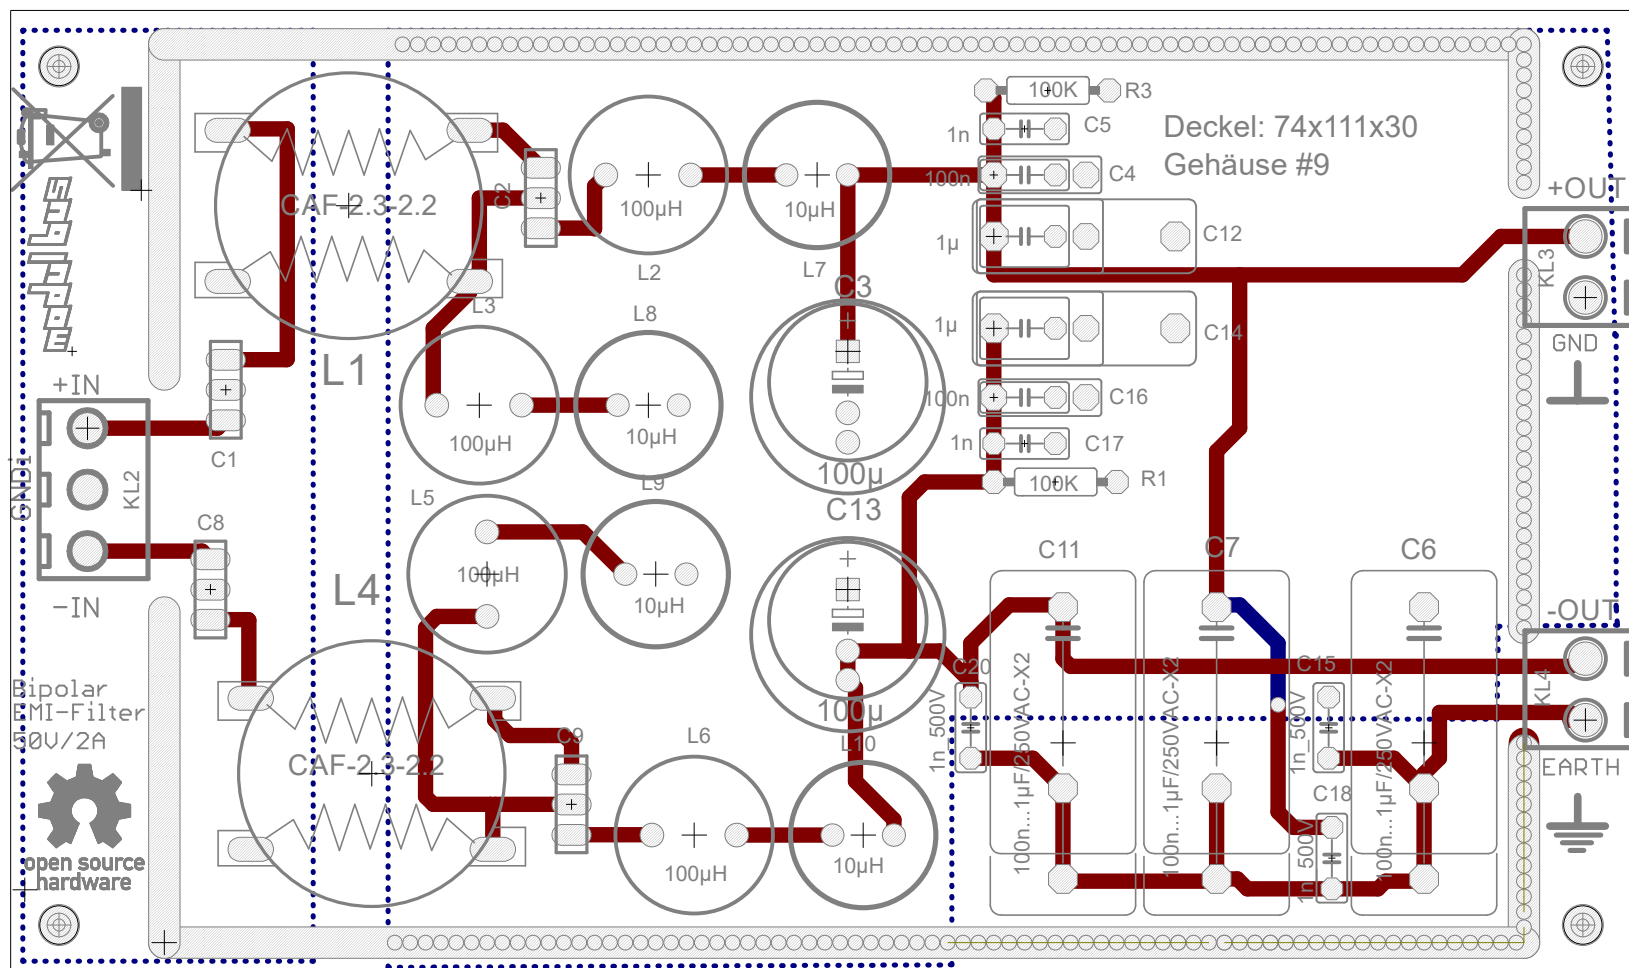 100K
R3
1n
C5
Deckel: 74x111x30
Gehäuse #9
100n
C4
+OUT
CAF-2.3-2.2
C2
100µH
10µH
1µ
C12
KL3
L2
L7
C3
L3
L8
1µ
C14
GND
L1
+IN
100n
C16
100µH
10µH
1n
C17
C1
100µ
GND1
KL2
L5
L9
100K
R1
C13
C8
C11
C7
C6
100µH
L4
10µH
-IN
-OUT
C20
C15
KL4
Bipolar
EMI-Filter
50V/2A
100µ
1n_500V
100n...1µF/250VAC-X2
100n...1µF/250VAC-X2
1n_500V
100n...1µF/250VAC-X2
C9
L6
L10
CAF-2.3-2.2
EARTH
C18
1n_500V
open source
hardware
100µH
10µH